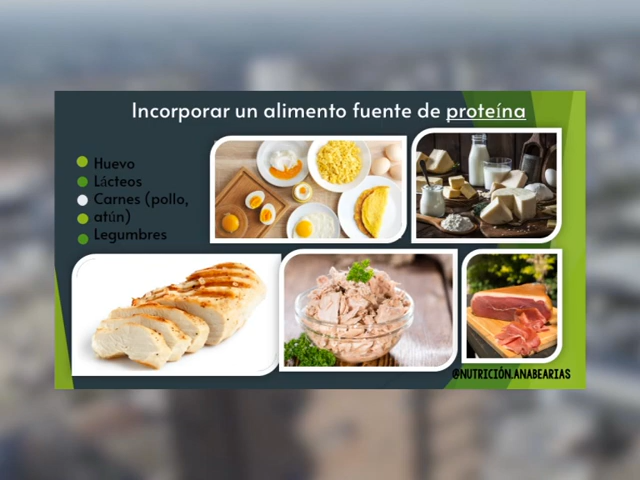 Incorporar un alimento fuente de proteína
Huevo
Lácteos
Carnes (pollo,
atún)
Legumbres
@NUTRICIÓN.ANABEARIAS